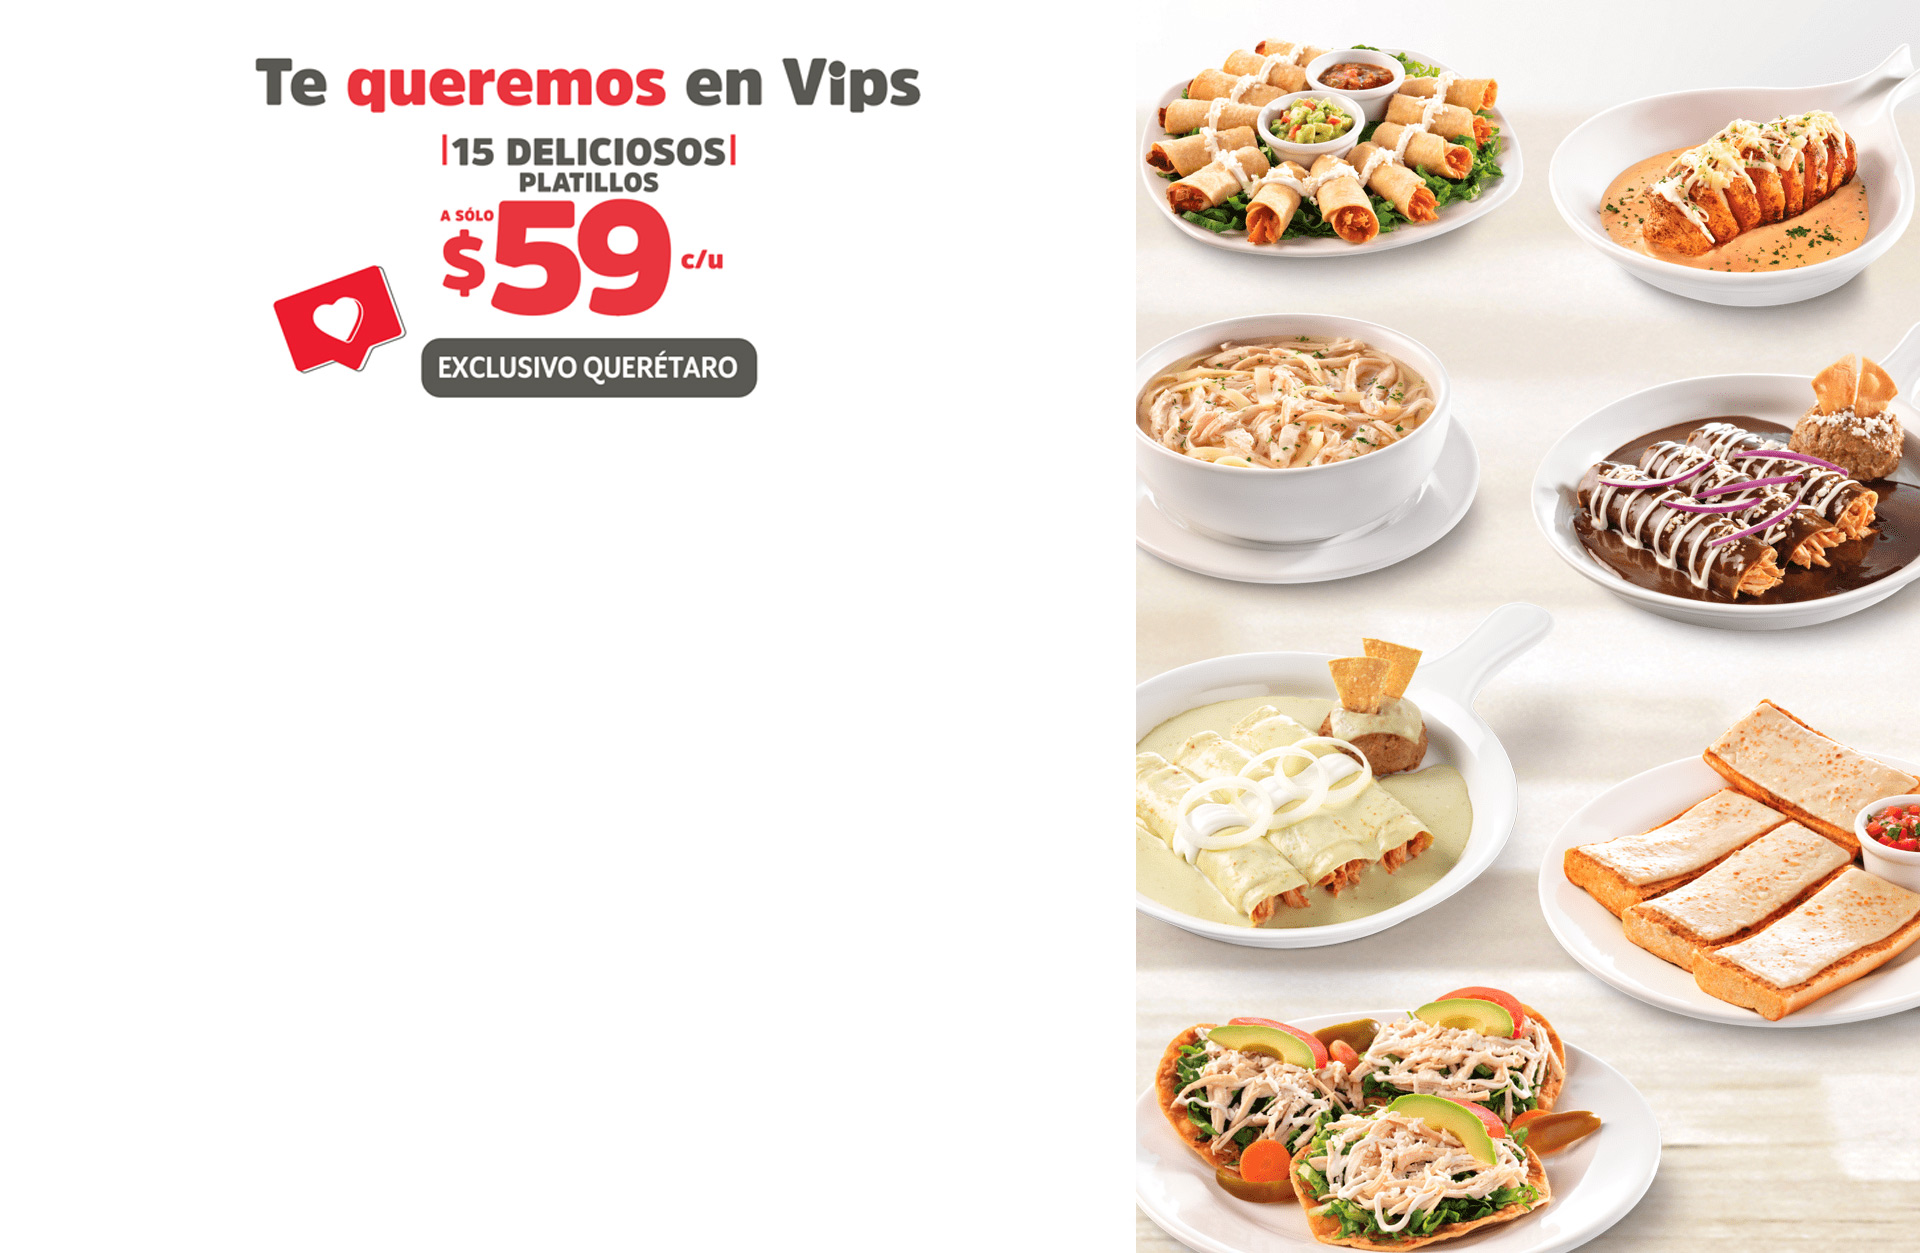 Te queremos en Vips
|15 DELICIOSOS|
PLATILLOS
A SÓLO
$59 c/u
EXCLUSIVO QUERÉTARO